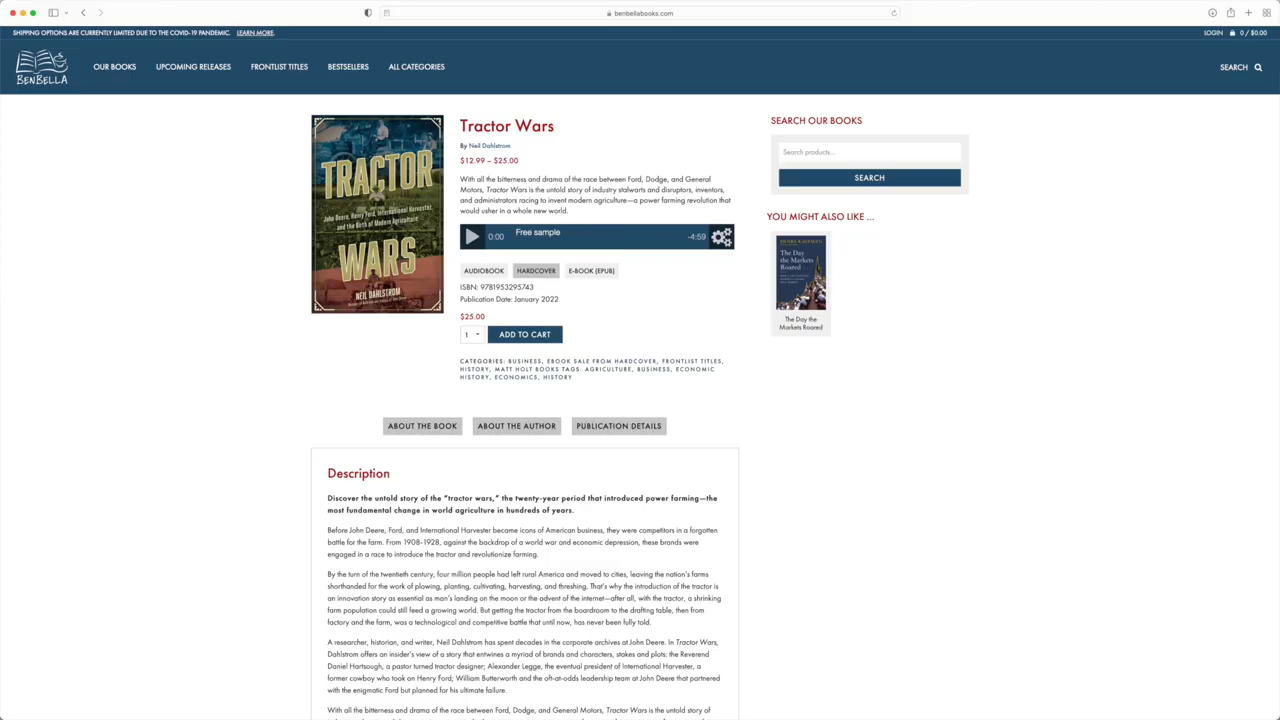 benbellabooks.com
SHIPPING OPTIONS ARE CURRENTLY LIMITED DUE TO THE COVID-19 PANDEMIC. LEARN MORE.
LOGIN 0 / $0.00
BENBELLA
OUR BOOKS UPCOMING RELEASES FRONTLIST TITLES BESTSELLERS ALL CATEGORIES
SEARCH
TRACTOR
John Deere, Henry Ford, International Harvester,
and the Birth of Modern Agriculture
WARS
NEIL DAHLSTROM
Tractor Wars
By Neil Dahlstrom
$12.99 – $25.00
With all the bitterness and drama of the race between Ford, Dodge, and General
Motors, Tractor Wars is the untold story of industry stalwarts and disruptors, inventors,
and administrators racing to invent modern agriculture—a power farming revolution that
would usher in a whole new world.
0:00 Free sample -4:59
AUDIOBOOK HARDCOVER E-BOOK (EPUB)
ISBN: 9781953295743
Publication Date: January 2022
$25.00
1 ADD TO CART
CATEGORIES: BUSINESS, EBOOK SALE FROM HARDCOVER, FRONTLIST TITLES,
HISTORY, MATT HOLT BOOKS TAGS: AGRICULTURE, BUSINESS, ECONOMIC
HISTORY, ECONOMICS, HISTORY
SEARCH OUR BOOKS
Search products...
SEARCH
YOU MIGHT ALSO LIKE ...
HENRY KAUFMAN
The Day
the Markets
Roared
The Day the
Markets Roared
ABOUT THE BOOK ABOUT THE AUTHOR PUBLICATION DETAILS
Description
Discover the untold story of the "tractor wars," the twenty-year period that introduced power farming—the
most fundamental change in world agriculture in hundreds of years.
Before John Deere, Ford, and International Harvester became icons of American business, they were competitors in a forgotten
battle for the farm. From 1908-1928, against the backdrop of a world war and economic depression, these brands were
engaged in a race to introduce the tractor and revolutionize farming.
By the turn of the twentieth century, four million people had left rural America and moved to cities, leaving the nation's farms
shorthanded for the work of plowing, planting, cultivating, harvesting, and threshing. That's why the introduction of the tractor is
an innovation story as essential as man's landing on the moon or the advent of the internet—after all, with the tractor, a shrinking
farm population could still feed a growing world. But getting the tractor from the boardroom to the drafting table, then from
factory and the farm, was a technological and competitive battle that until now, has never been fully told.
A researcher, historian, and writer, Neil Dahlstrom has spent decades in the corporate archives at John Deere. In Tractor Wars,
Dahlstrom offers an insider's view of a story that entwines a myriad of brands and characters, stakes and plots: the Reverend
Daniel Hartsough, a pastor turned tractor designer; Alexander Legge, the eventual president of International Harvester, a
former cowboy who took on Henry Ford; William Butterworth and the oft-at-odds leadership team at John Deere that partnered
with the enigmatic Ford but planned for his ultimate failure.
With all the bitterness and drama of the race between Ford, Dodge, and General Motors, Tractor Wars is the untold story of